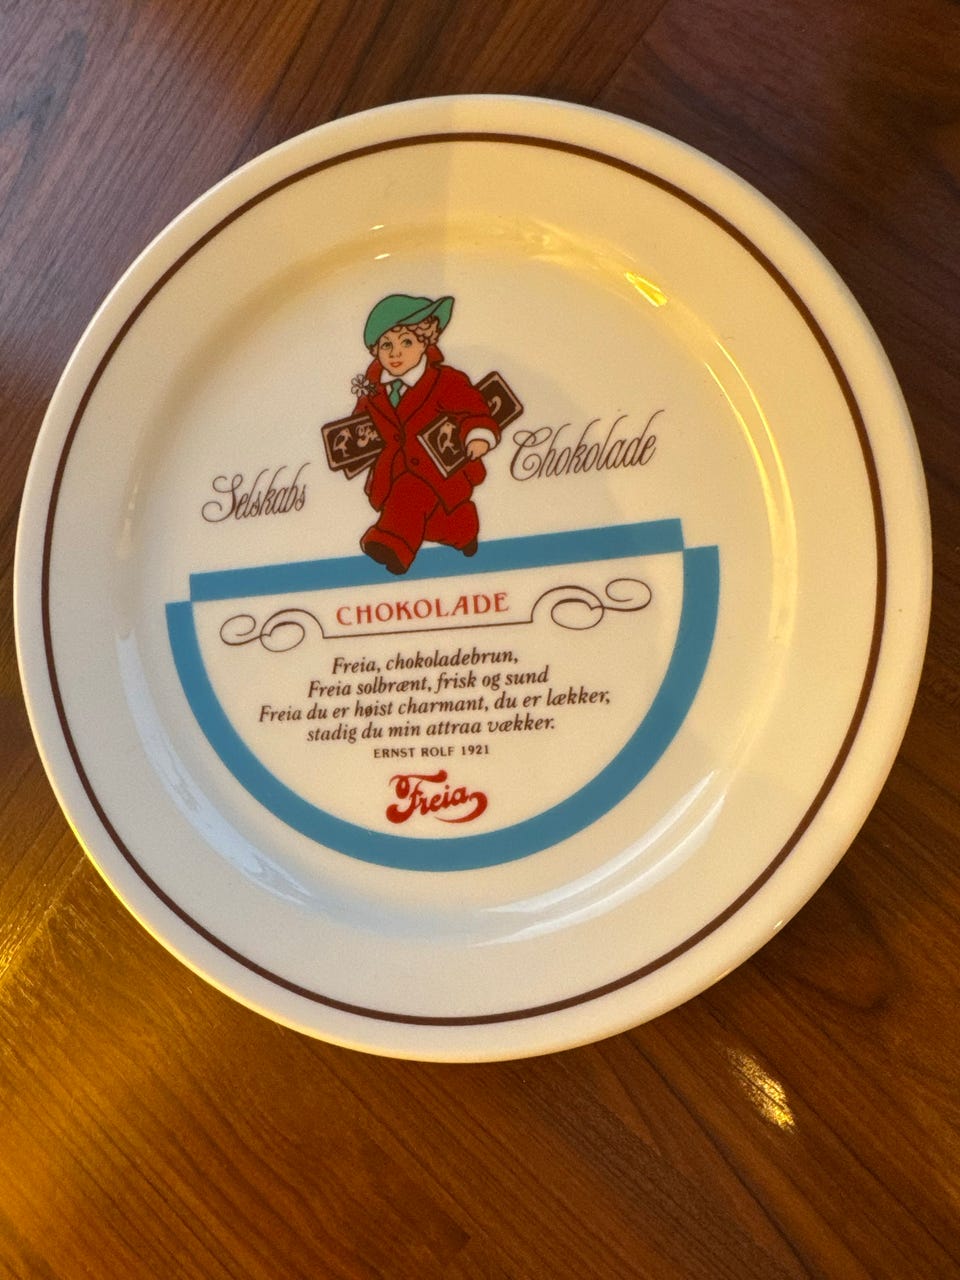 Selskabs Chokolade
CHOKOLADE
Freia, chokoladebrun,
Freia solbrænt, frisk og sund
Freia du er høist charmant, du er lækker,
stadig du min attraa vækker.
ERNST ROLF 1921
Freia